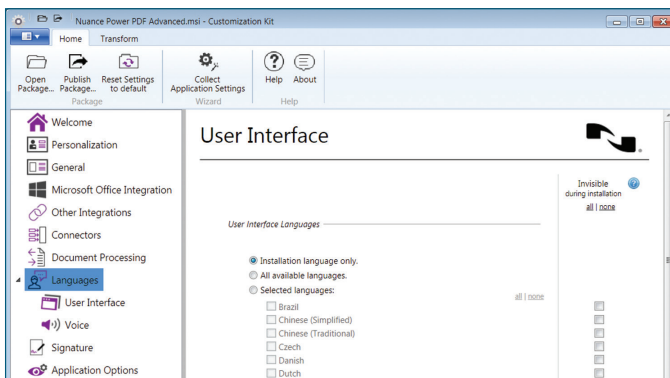 Nuance Power PDF Advanced.msi - Customization Kit
Home Transform
Open Package...
Publish Package...
Reset Settings to default
Collect Application Settings
Help
About
Package
Wizard
Help
Welcome
Personalization
General
Microsoft Office Integration
Other Integrations
Connectors
Document Processing
Languages
User Interface
Voice
Signature
Application Options
User Interface
Invisible
during installation
all | none
User Interface Languages
Installation language only.
All available languages.
Selected languages:
all | none
Brazil
Chinese (Simplified)
Chinese (Traditional)
Czech
Danish
Dutch